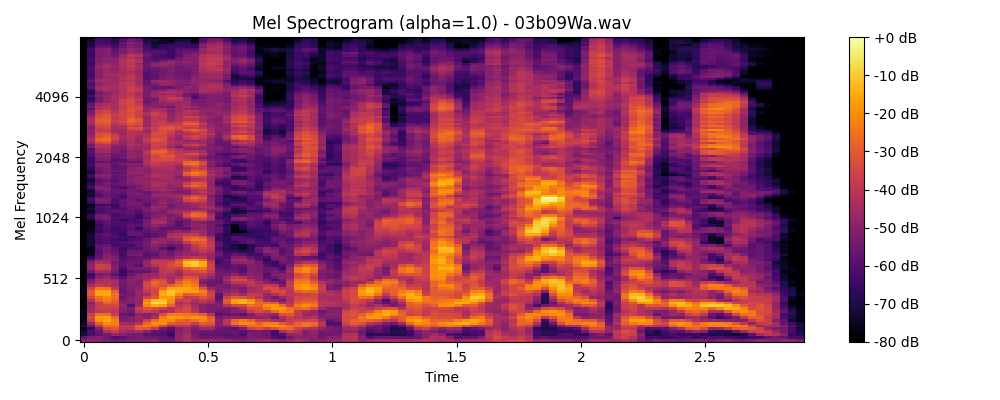 Mel Spectrogram (alpha=1.0) - 03b09Wa.wav
Mel Frequency
4096
2048
1024
512
0
0
0.5
1
1.5
2
2.5
Time
+0 dB
-10 dB
-20 dB
-30 dB
-40 dB
-50 dB
-60 dB
-70 dB
-80 dB